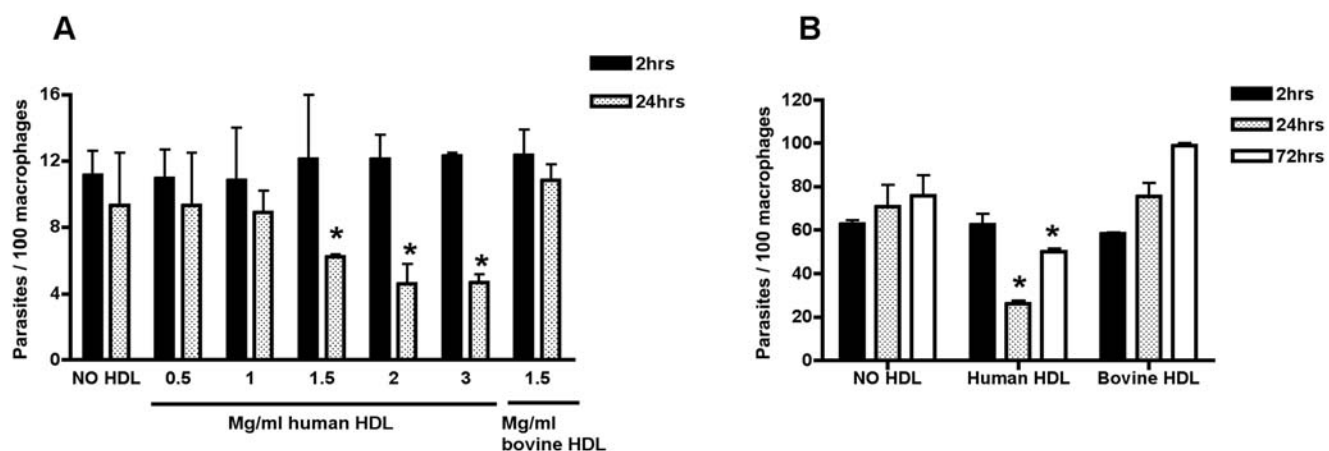 A
2hrs
24hrs
Parasites / 100 macrophages
16
12
8
4
0
* * *
NO HDL 0.5 1 1.5 2 3 1.5
Mg/ml human HDL
Mg/ml
bovine HDL
B
2hrs
24hrs
72hrs
Parasites / 100 macrophages
120
100
80
60
40
20
0
* *
NO HDL Human HDL Bovine HDL